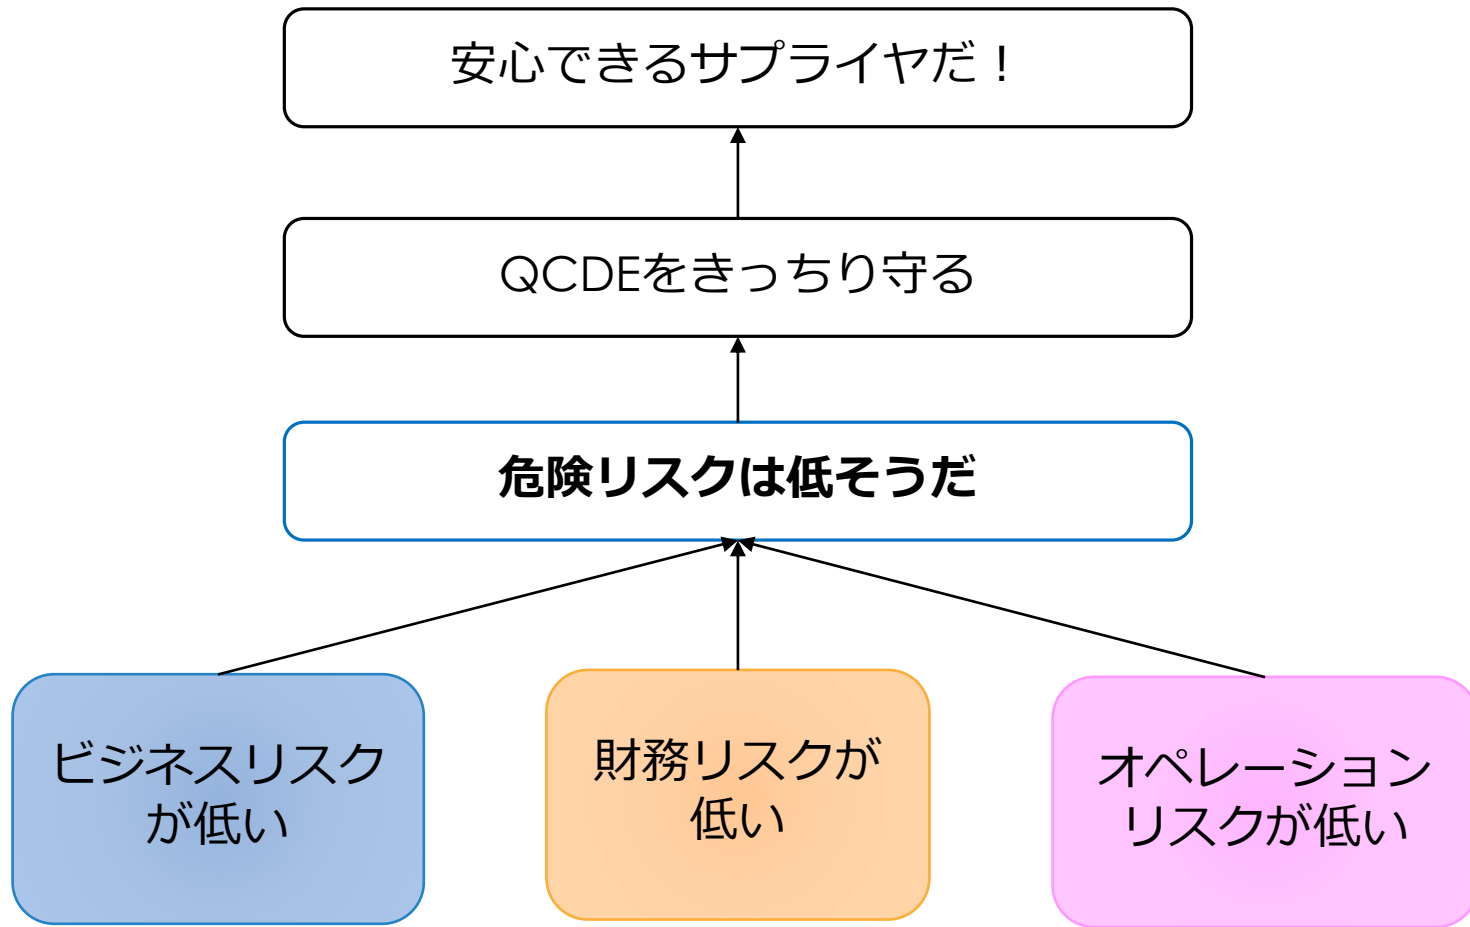 安心できるサプライヤだ！
QCDEをきっちり守る
危険リスクは低そうだ
ビジネスリスク
が低い
財務リスクが
低い
オペレーション
リスクが低い